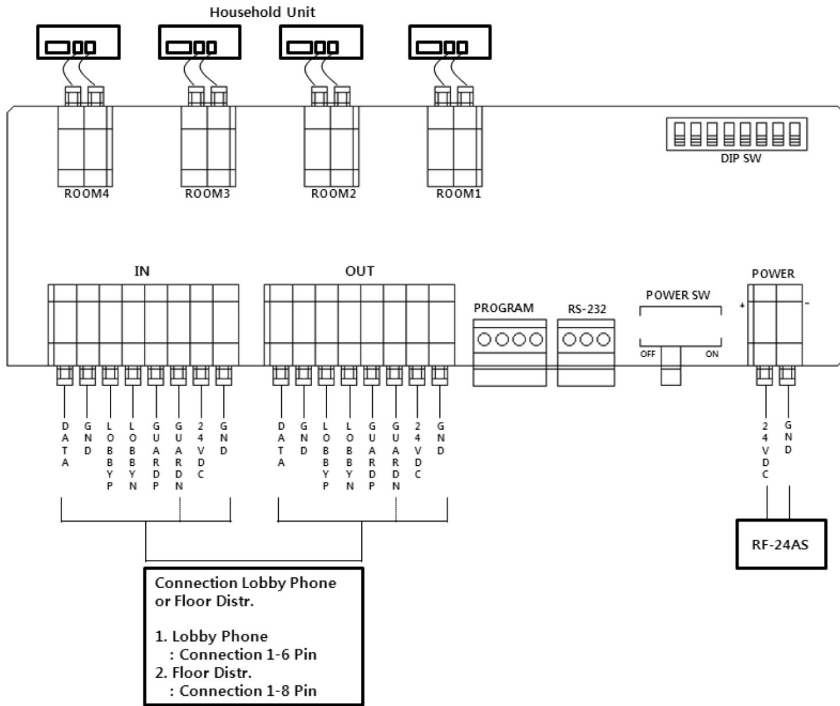 Household Unit
ROOM4
ROOM3
ROOM2
ROOM1
DIP SW
IN
OUT
PROGRAM
RS-232
POWER SW
POWER
+
-
OFF
ON
DATA
GND
LOBBYP
LOBBYN
GUARDP
GUARDN
24VDC
GND
DATA
GND
LOBBYP
LOBBYN
GUARDP
GUARDN
24VDC
GND
24VDC
GND
RF-24AS
Connection Lobby Phone
or Floor Distr.
1. Lobby Phone
: Connection 1-6 Pin
2. Floor Distr.
: Connection 1-8 Pin